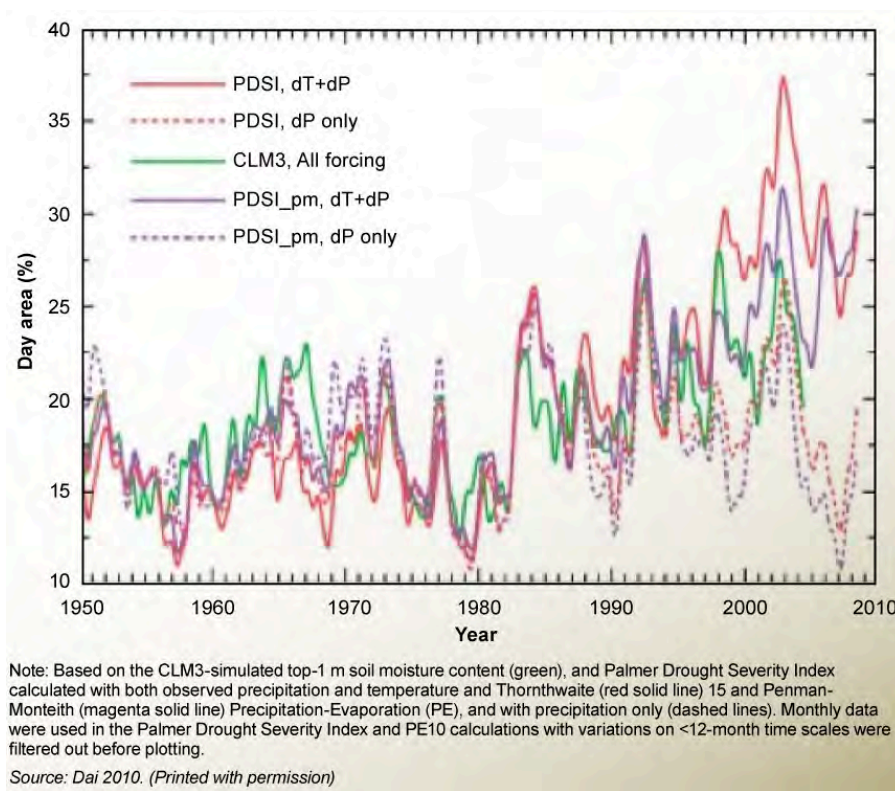 40
35
30
25
20
15
10
Day area (%)
PDSI, dT+dP
PDSI, dP only
CLM3, All forcing
PDSI_pm, dT+dP
PDSI_pm, dP only
1950 1960 1970 1980 1990 2000 2010
Year
Note: Based on the CLM3-simulated top-1 m soil moisture content (green), and Palmer Drought Severity Index
calculated with both observed precipitation and temperature and Thornthwaite (red solid line) 15 and Penman-
Monteith (magenta solid line) Precipitation-Evaporation (PE), and with precipitation only (dashed lines). Monthly data
were used in the Palmer Drought Severity Index and PE10 calculations with variations on <12-month time scales were
filtered out before plotting.
Source: Dai 2010. (Printed with permission)